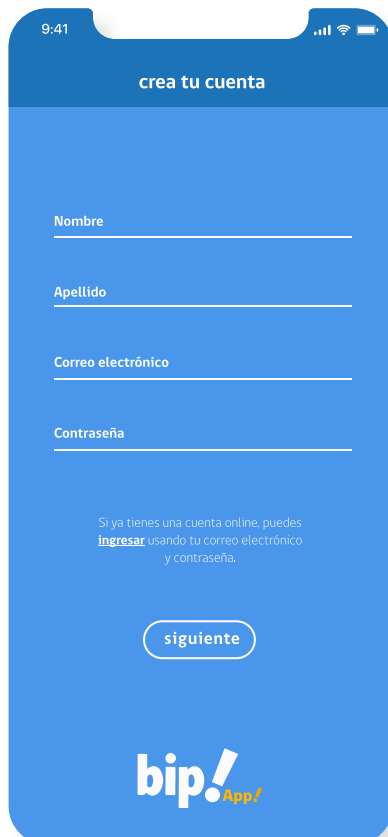 9:41
crea tu cuenta
Nombre
Apellido
Correo electrónico
Contraseña
Si ya tienes una cuenta online, puedes
ingresar usando tu correo electrónico
y contraseña.
siguiente
bip!
App!